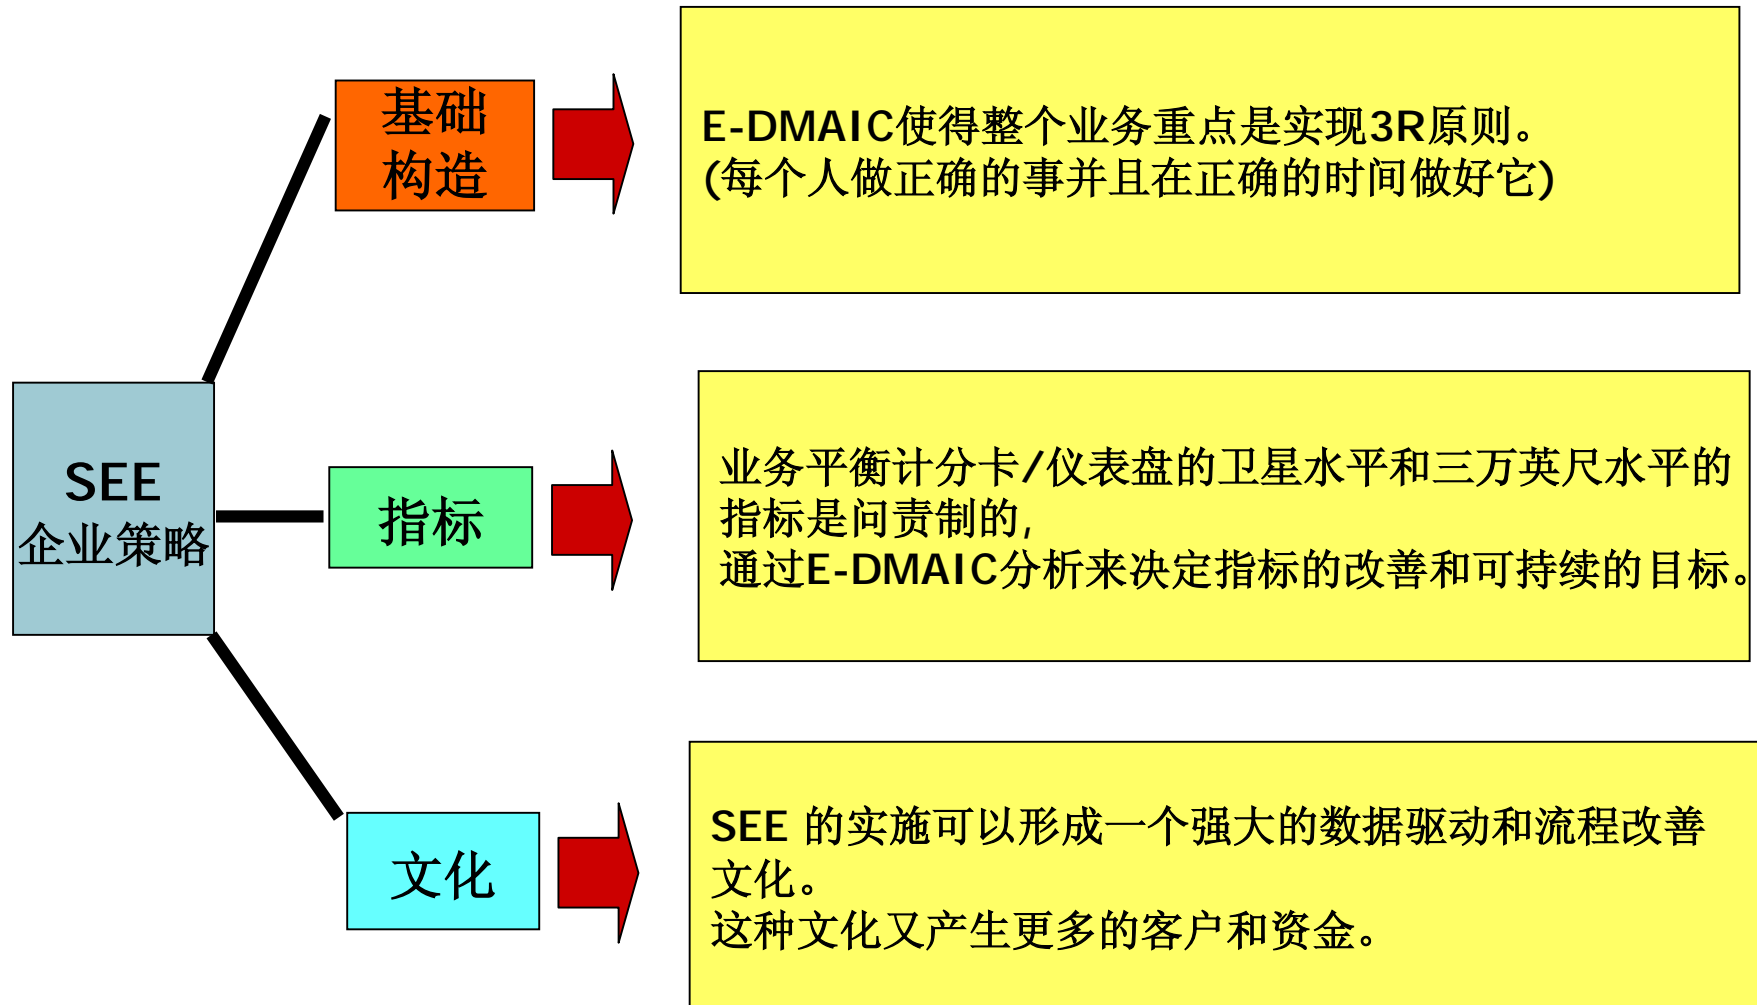 基础
构造
E-DMAIC使得整个业务重点是实现3R原则。
(每个人做正确的事并且在正确的时间做好它)
SEE
企业策略
指标
业务平衡计分卡/仪表盘的卫星水平和三万英尺水平的
指标是问责制的,
通过E-DMAIC分析来决定指标的改善和可持续的目标。
文化
SEE 的实施可以形成一个强大的数据驱动和流程改善
文化。
这种文化又产生更多的客户和资金。